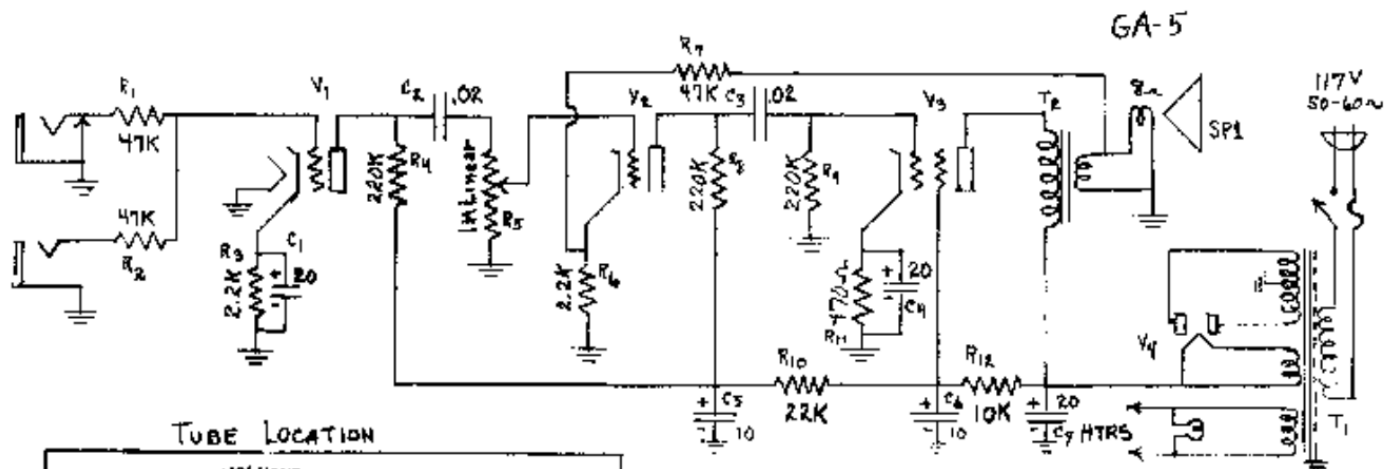 GA-5
R7
47K
R1
47K
V1
C2
.02
V2
C3
.02
V3
T2
8
SP1
117V
50-60~
R4
220K
1M Linear
R5
R8
220K
R9
220K
47K
R2
R3
2.2K
C1
+
20
R6
2.2K
470
R11
+
20
C4
V4
R10
22K
R12
10K
+
C5
10
+
C6
10
+
20
C7
HTRS
T1
TUBE LOCATION